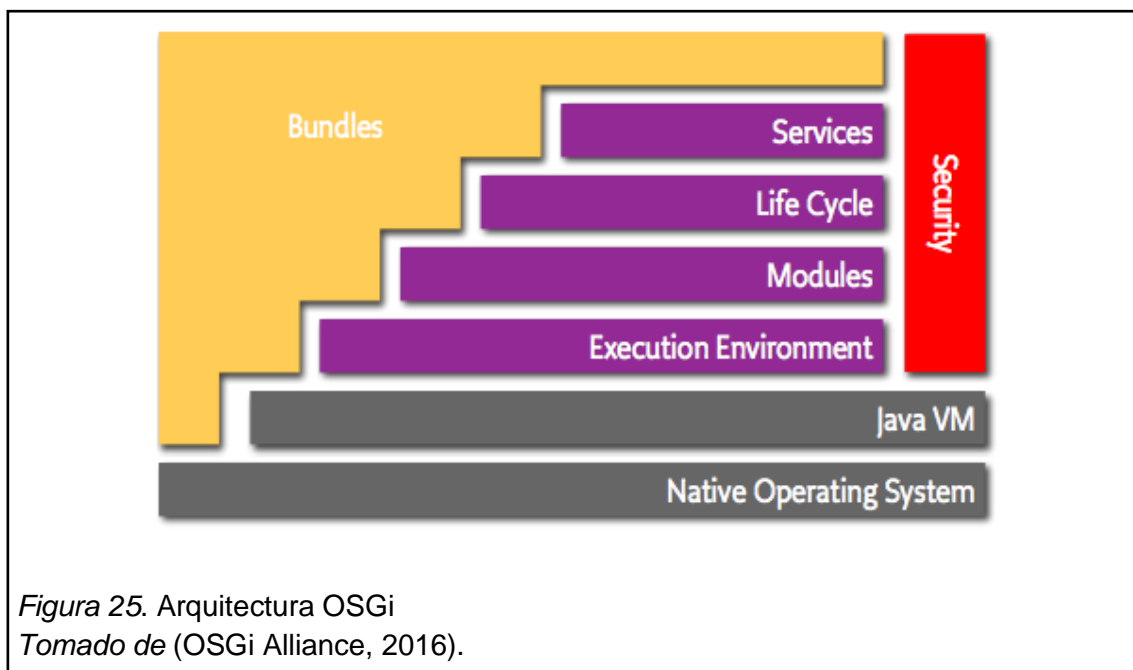 Bundles
Services
Life Cycle
Modules
Execution Environment
Java VM
Native Operating System
Security
Figura 25. Arquitectura OSGi
Tomado de (OSGi Alliance, 2016).